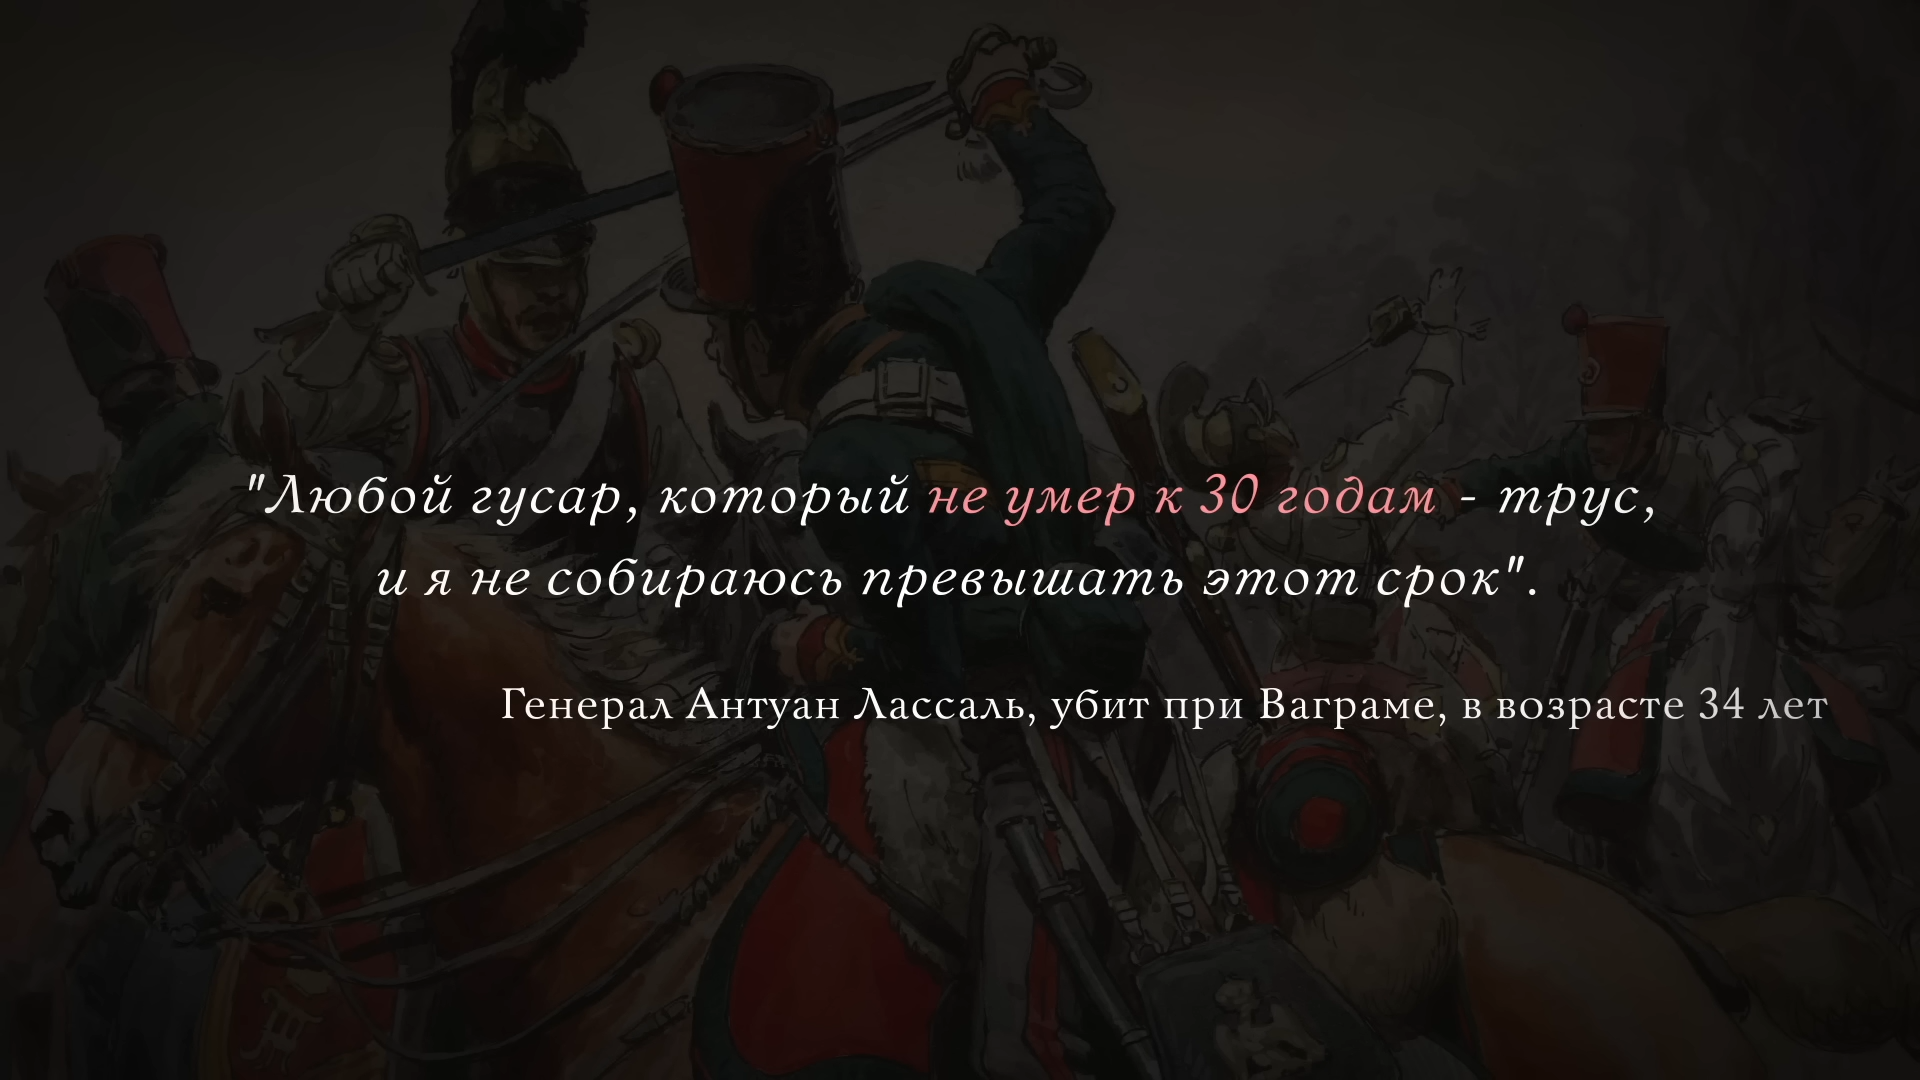 "Любой гусар, который не умер к 30 годам - трус,
и я не собираюсь превышать этот срок".
Генерал Антуан Лассаль, убит при Ваграме, в возрасте 34 лет